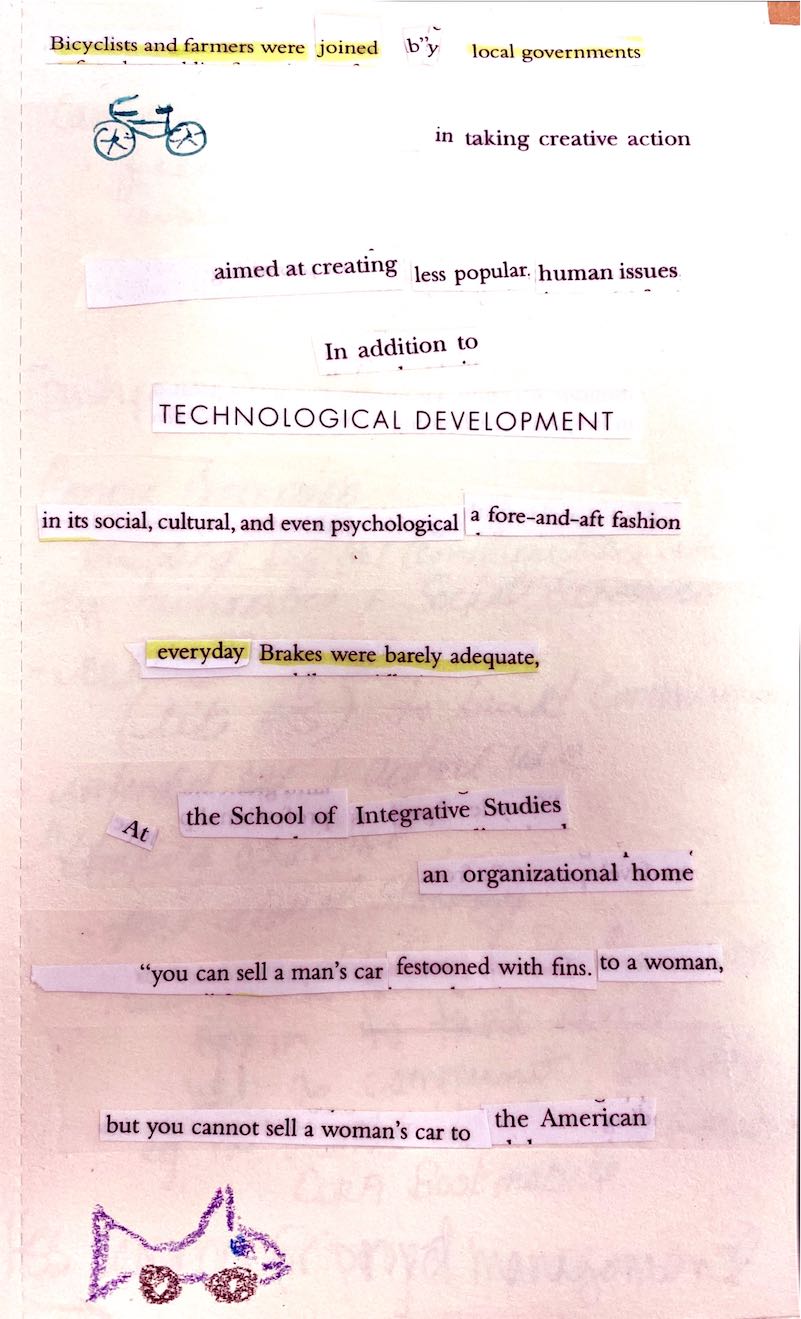 Bicyclists and farmers were joined b”y local governments
in taking creative action
aimed at creating less popular. human issues
In addition to
TECHNOLOGICAL DEVELOPMENT
in its social, cultural, and even psychological a fore-and-aft fashion
everyday Brakes were barely adequate,
At the School of Integrative Studies
an organizational home
“you can sell a man’s car festooned with fins. to a woman,
but you cannot sell a woman’s car to the American